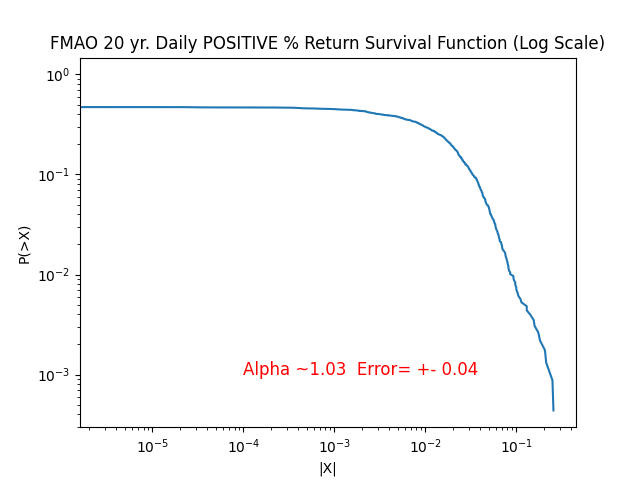 FMAO 20 yr. Daily POSITIVE % Return Survival Function (Log Scale)
10⁰
10⁻¹
10⁻²
10⁻³
P(>X)
Alpha ~1.03  Error= +- 0.04
10⁻⁵ 10⁻⁴ 10⁻³ 10⁻² 10⁻¹
|X|